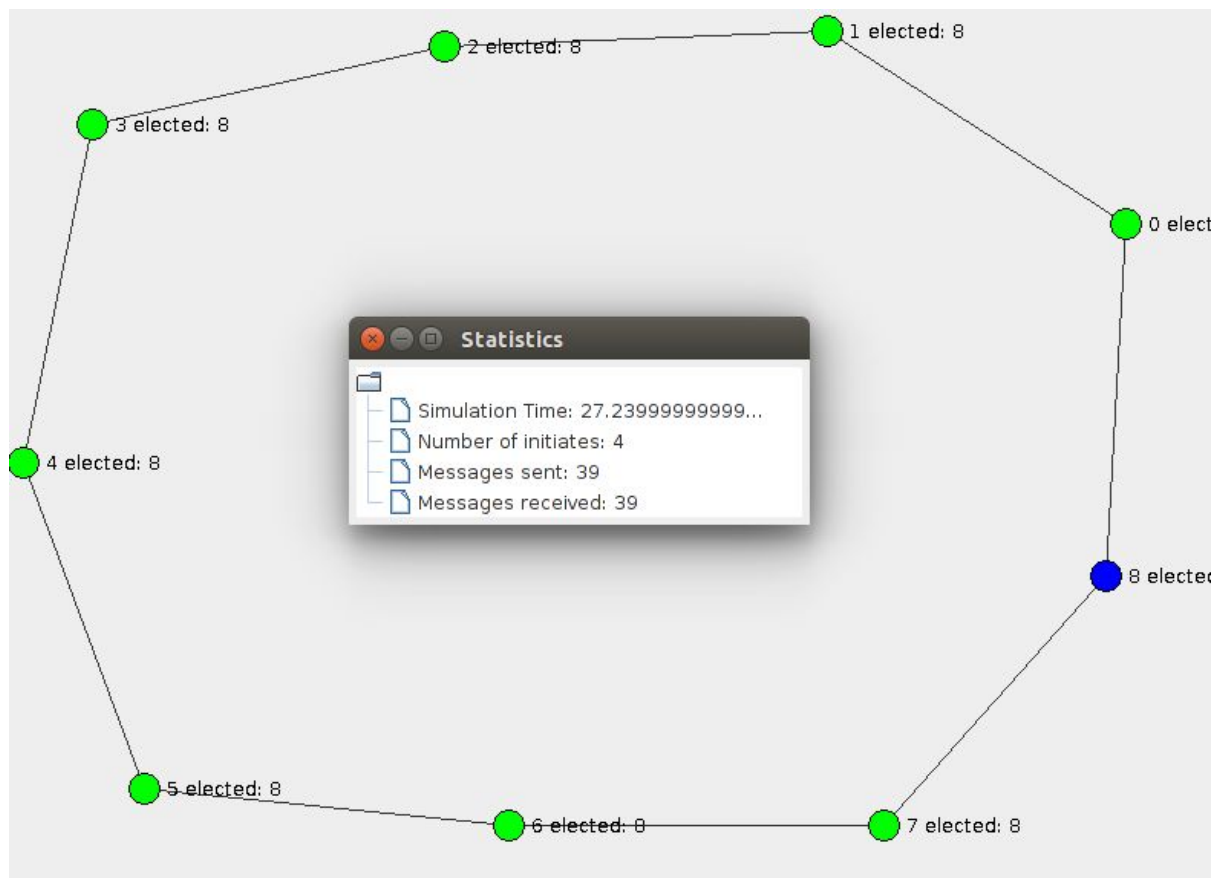 2 elected: 8
1 elected: 8
3 elected: 8
0 elect
Statistics
Simulation Time: 27.23999999999...
Number of initiates: 4
Messages sent: 39
Messages received: 39
4 elected: 8
8 elected
5 elected: 8
6 elected: 8
7 elected: 8